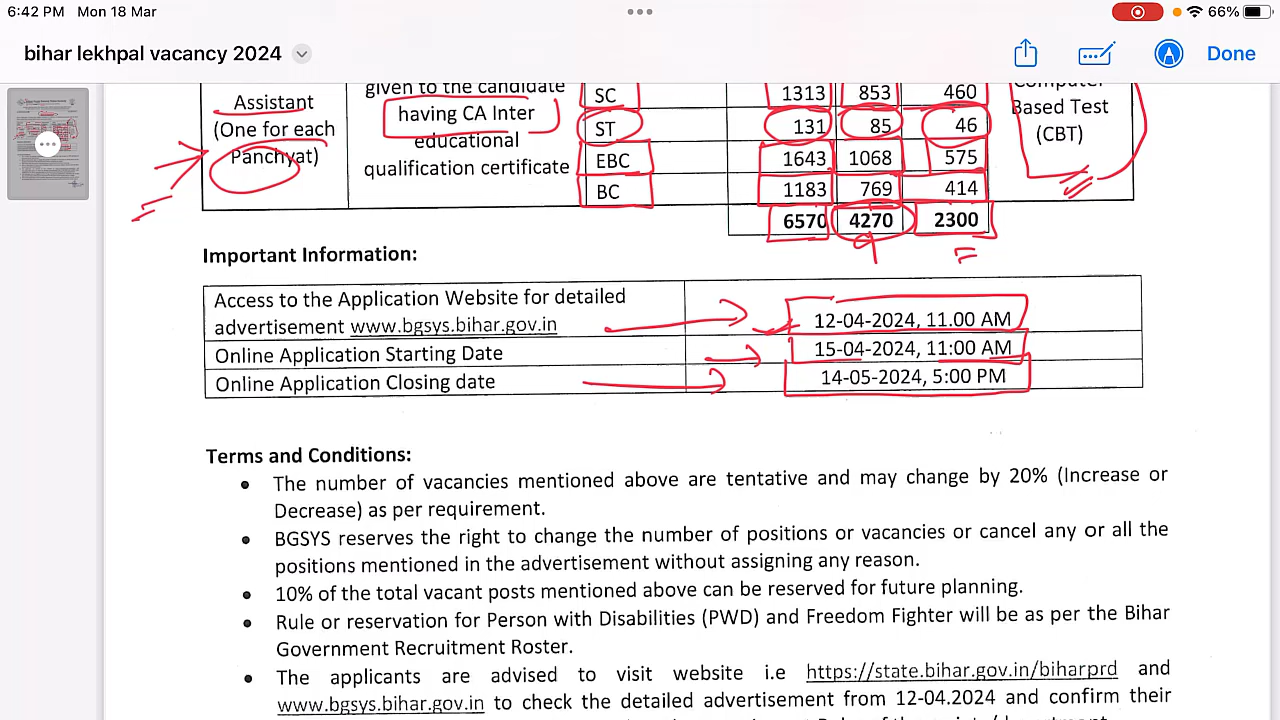 6:42 PM Mon 18 Mar
66%
bihar lekhpal vacancy 2024
Done
given to the candidate SC 1313 853 460
Assistant having CA Inter Based Test
(One for each educational ST 131 85 46 (CBT)
Panchyat) qualification certificate EBC 1643 1068 575
BC 1183 769 414
6570 4270 2300
Important Information:
Access to the Application Website for detailed
advertisement www.bgsys.bihar.gov.in 12-04-2024, 11.00 AM
Online Application Starting Date 15-04-2024, 11:00 AM
Online Application Closing date 14-05-2024, 5:00 PM
Terms and Conditions:
• The number of vacancies mentioned above are tentative and may change by 20% (Increase or
Decrease) as per requirement.
• BGSYS reserves the right to change the number of positions or vacancies or cancel any or all the
positions mentioned in the advertisement without assigning any reason.
• 10% of the total vacant posts mentioned above can be reserved for future planning.
• Rule or reservation for Person with Disabilities (PWD) and Freedom Fighter will be as per the Bihar
Government Recruitment Roster.
• The applicants are advised to visit website i.e https://state.bihar.gov.in/biharprd and
www.bgsys.bihar.gov.in to check the detailed advertisement from 12-04.2024 and confirm their